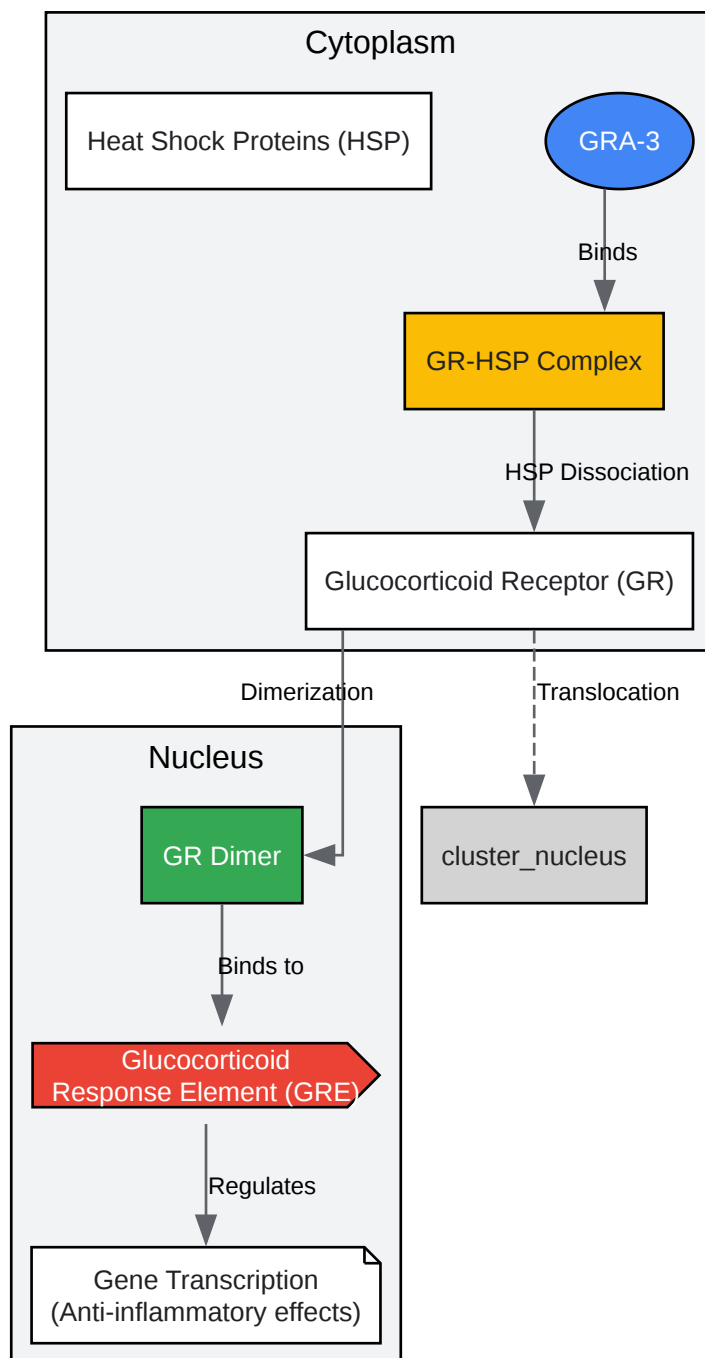 Cytoplasm
Heat Shock Proteins (HSP)
GRA-3
Binds
GR-HSP Complex
HSP Dissociation
Glucocorticoid Receptor (GR)
Dimerization
Translocation
Nucleus
GR Dimer
cluster_nucleus
Binds to
Glucocorticoid
Response Element (GRE)
Regulates
Gene Transcription
(Anti-inflammatory effects)